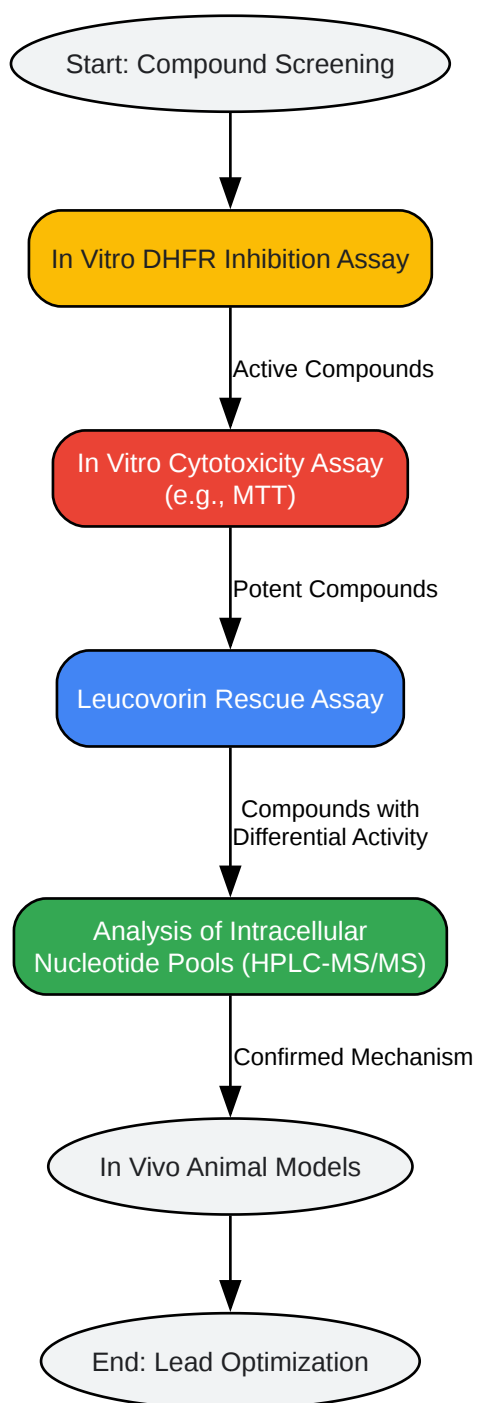 Start: Compound Screening
In Vitro DHFR Inhibition Assay
Active Compounds
In Vitro Cytotoxicity Assay
(e.g., MTT)
Potent Compounds
Leucovorin Rescue Assay
Compounds with
Differential Activity
Analysis of Intracellular
Nucleotide Pools (HPLC-MS/MS)
Confirmed Mechanism
In Vivo Animal Models
End: Lead Optimization